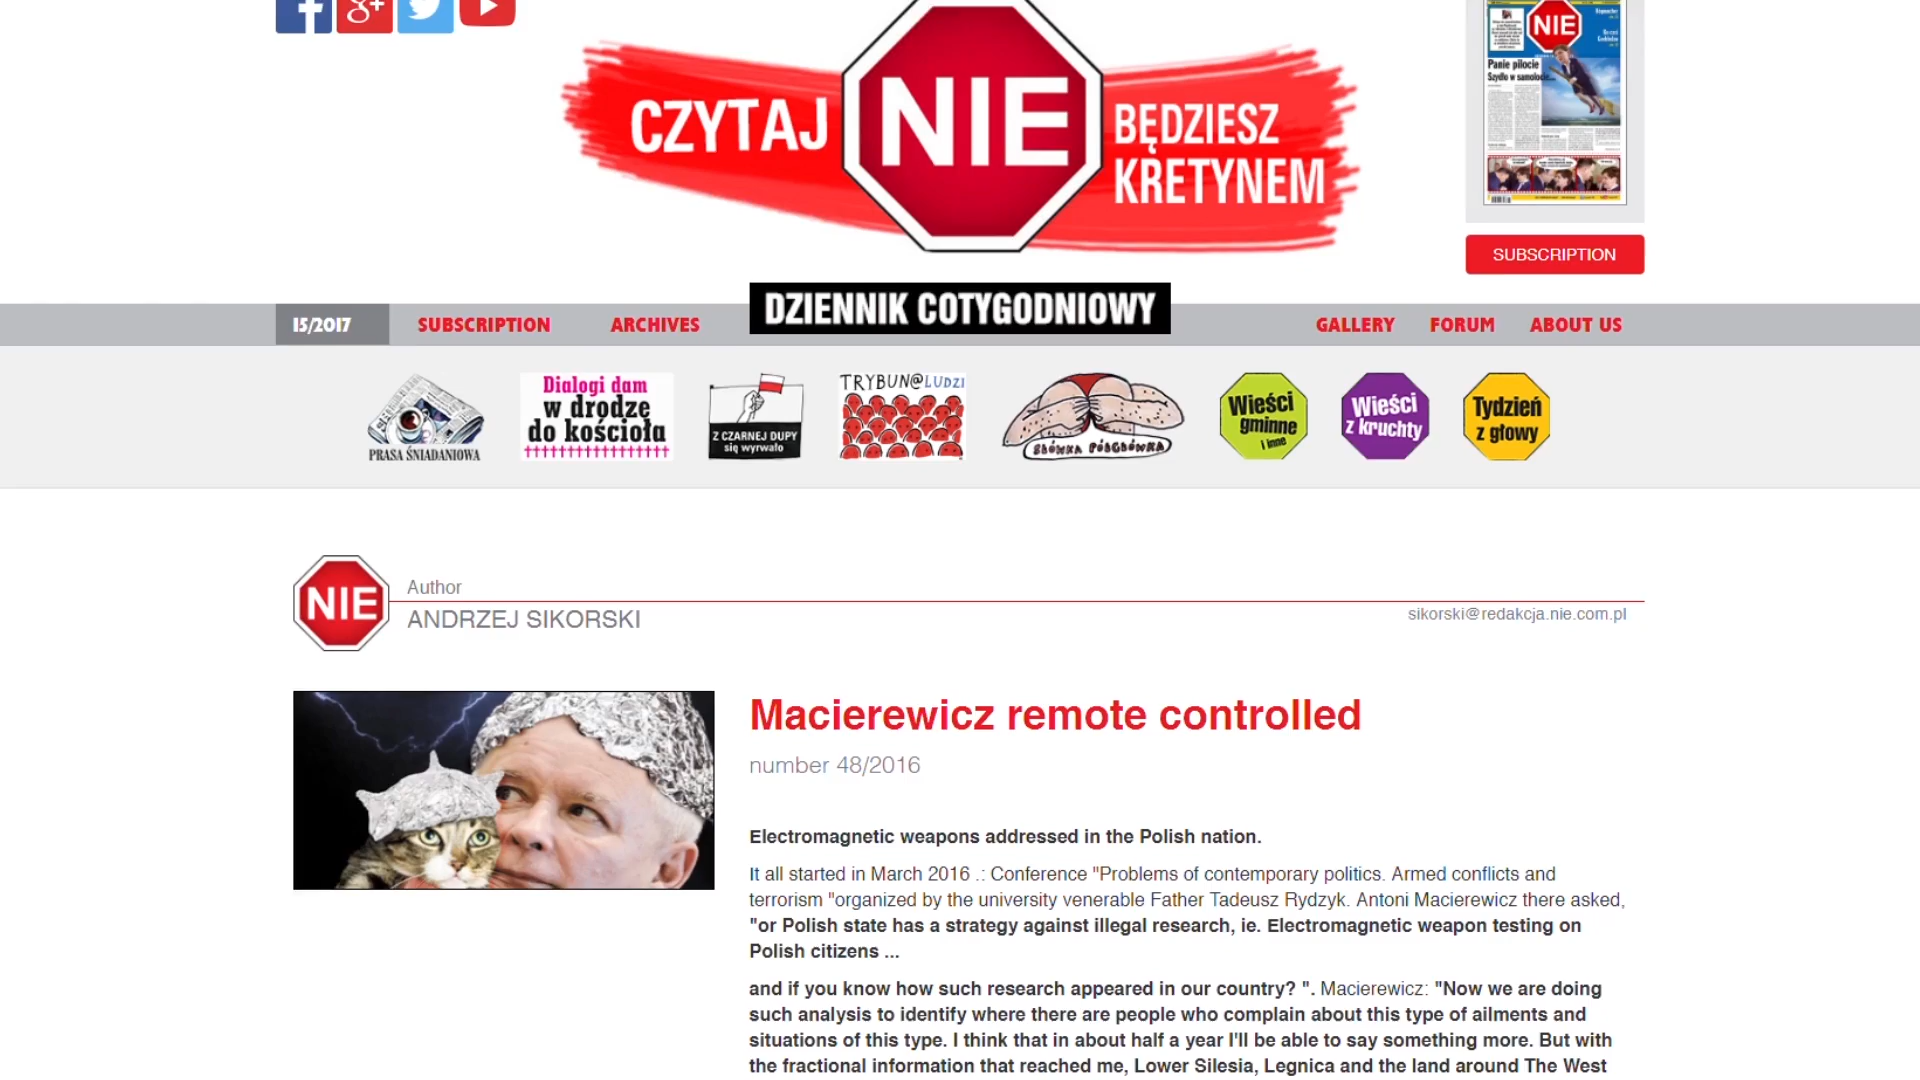 g+
NIE
Panie pilocie
Szydło w samolocie...
CZYTAJ NIE BĘDZIESZ
KRETYNEM
SUBSCRIPTION
DZIENNIK COTYGODNIOWY
15/2017 SUBSCRIPTION ARCHIVES GALLERY FORUM ABOUT US
PRASA ŚNIADANIOWA
Dialogi dam
w drodze
do kościoła
Z CZARNEJ DUPY
się wyrwało
TRYBUN@LUDZI
SŁÓWKA PÓŁGŁÓWKA
Wieści
gminne
i inne
Wieści
z kruchty
Tydzień
z głowy
NIE
Author
ANDRZEJ SIKORSKI
sikorski@redakcja.nie.com.pl
Macierewicz remote controlled
number 48/2016
Electromagnetic weapons addressed in the Polish nation.
It all started in March 2016 .: Conference "Problems of contemporary politics. Armed conflicts and
terrorism "organized by the university venerable Father Tadeusz Rydzyk. Antoni Macierewicz there asked,
"or Polish state has a strategy against illegal research, ie. Electromagnetic weapon testing on
Polish citizens ...
and if you know how such research appeared in our country? ". Macierewicz: "Now we are doing
such analysis to identify where there are people who complain about this type of ailments and
situations of this type. I think that in about half a year I'll be able to say something more. But with
the fractional information that reached me, Lower Silesia, Legnica and the land around The West